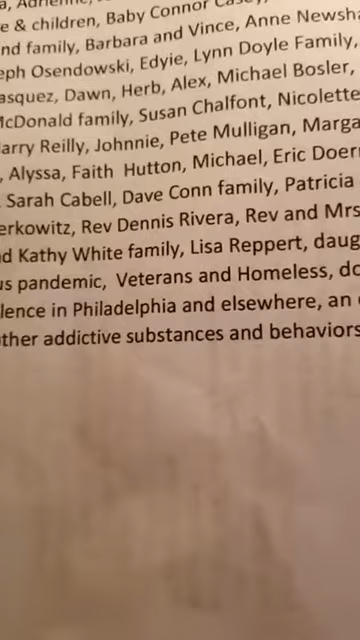 Adrienne,
e & children, Baby Connor Casey,
nd family, Barbara and Vince, Anne Newsha
eph Osendowski, Edyie, Lynn Doyle Family,
asquez, Dawn, Herb, Alex, Michael Bosler,
McDonald family, Susan Chalfont, Nicolette
arry Reilly, Johnnie, Pete Mulligan, Marga
, Alyssa, Faith Hutton, Michael, Eric Doer
Sarah Cabell, Dave Conn family, Patricia
erkowitz, Rev Dennis Rivera, Rev and Mrs
d Kathy White family, Lisa Reppert, daug
us pandemic, Veterans and Homeless, do
lence in Philadelphia and elsewhere, an
ther addictive substances and behaviors